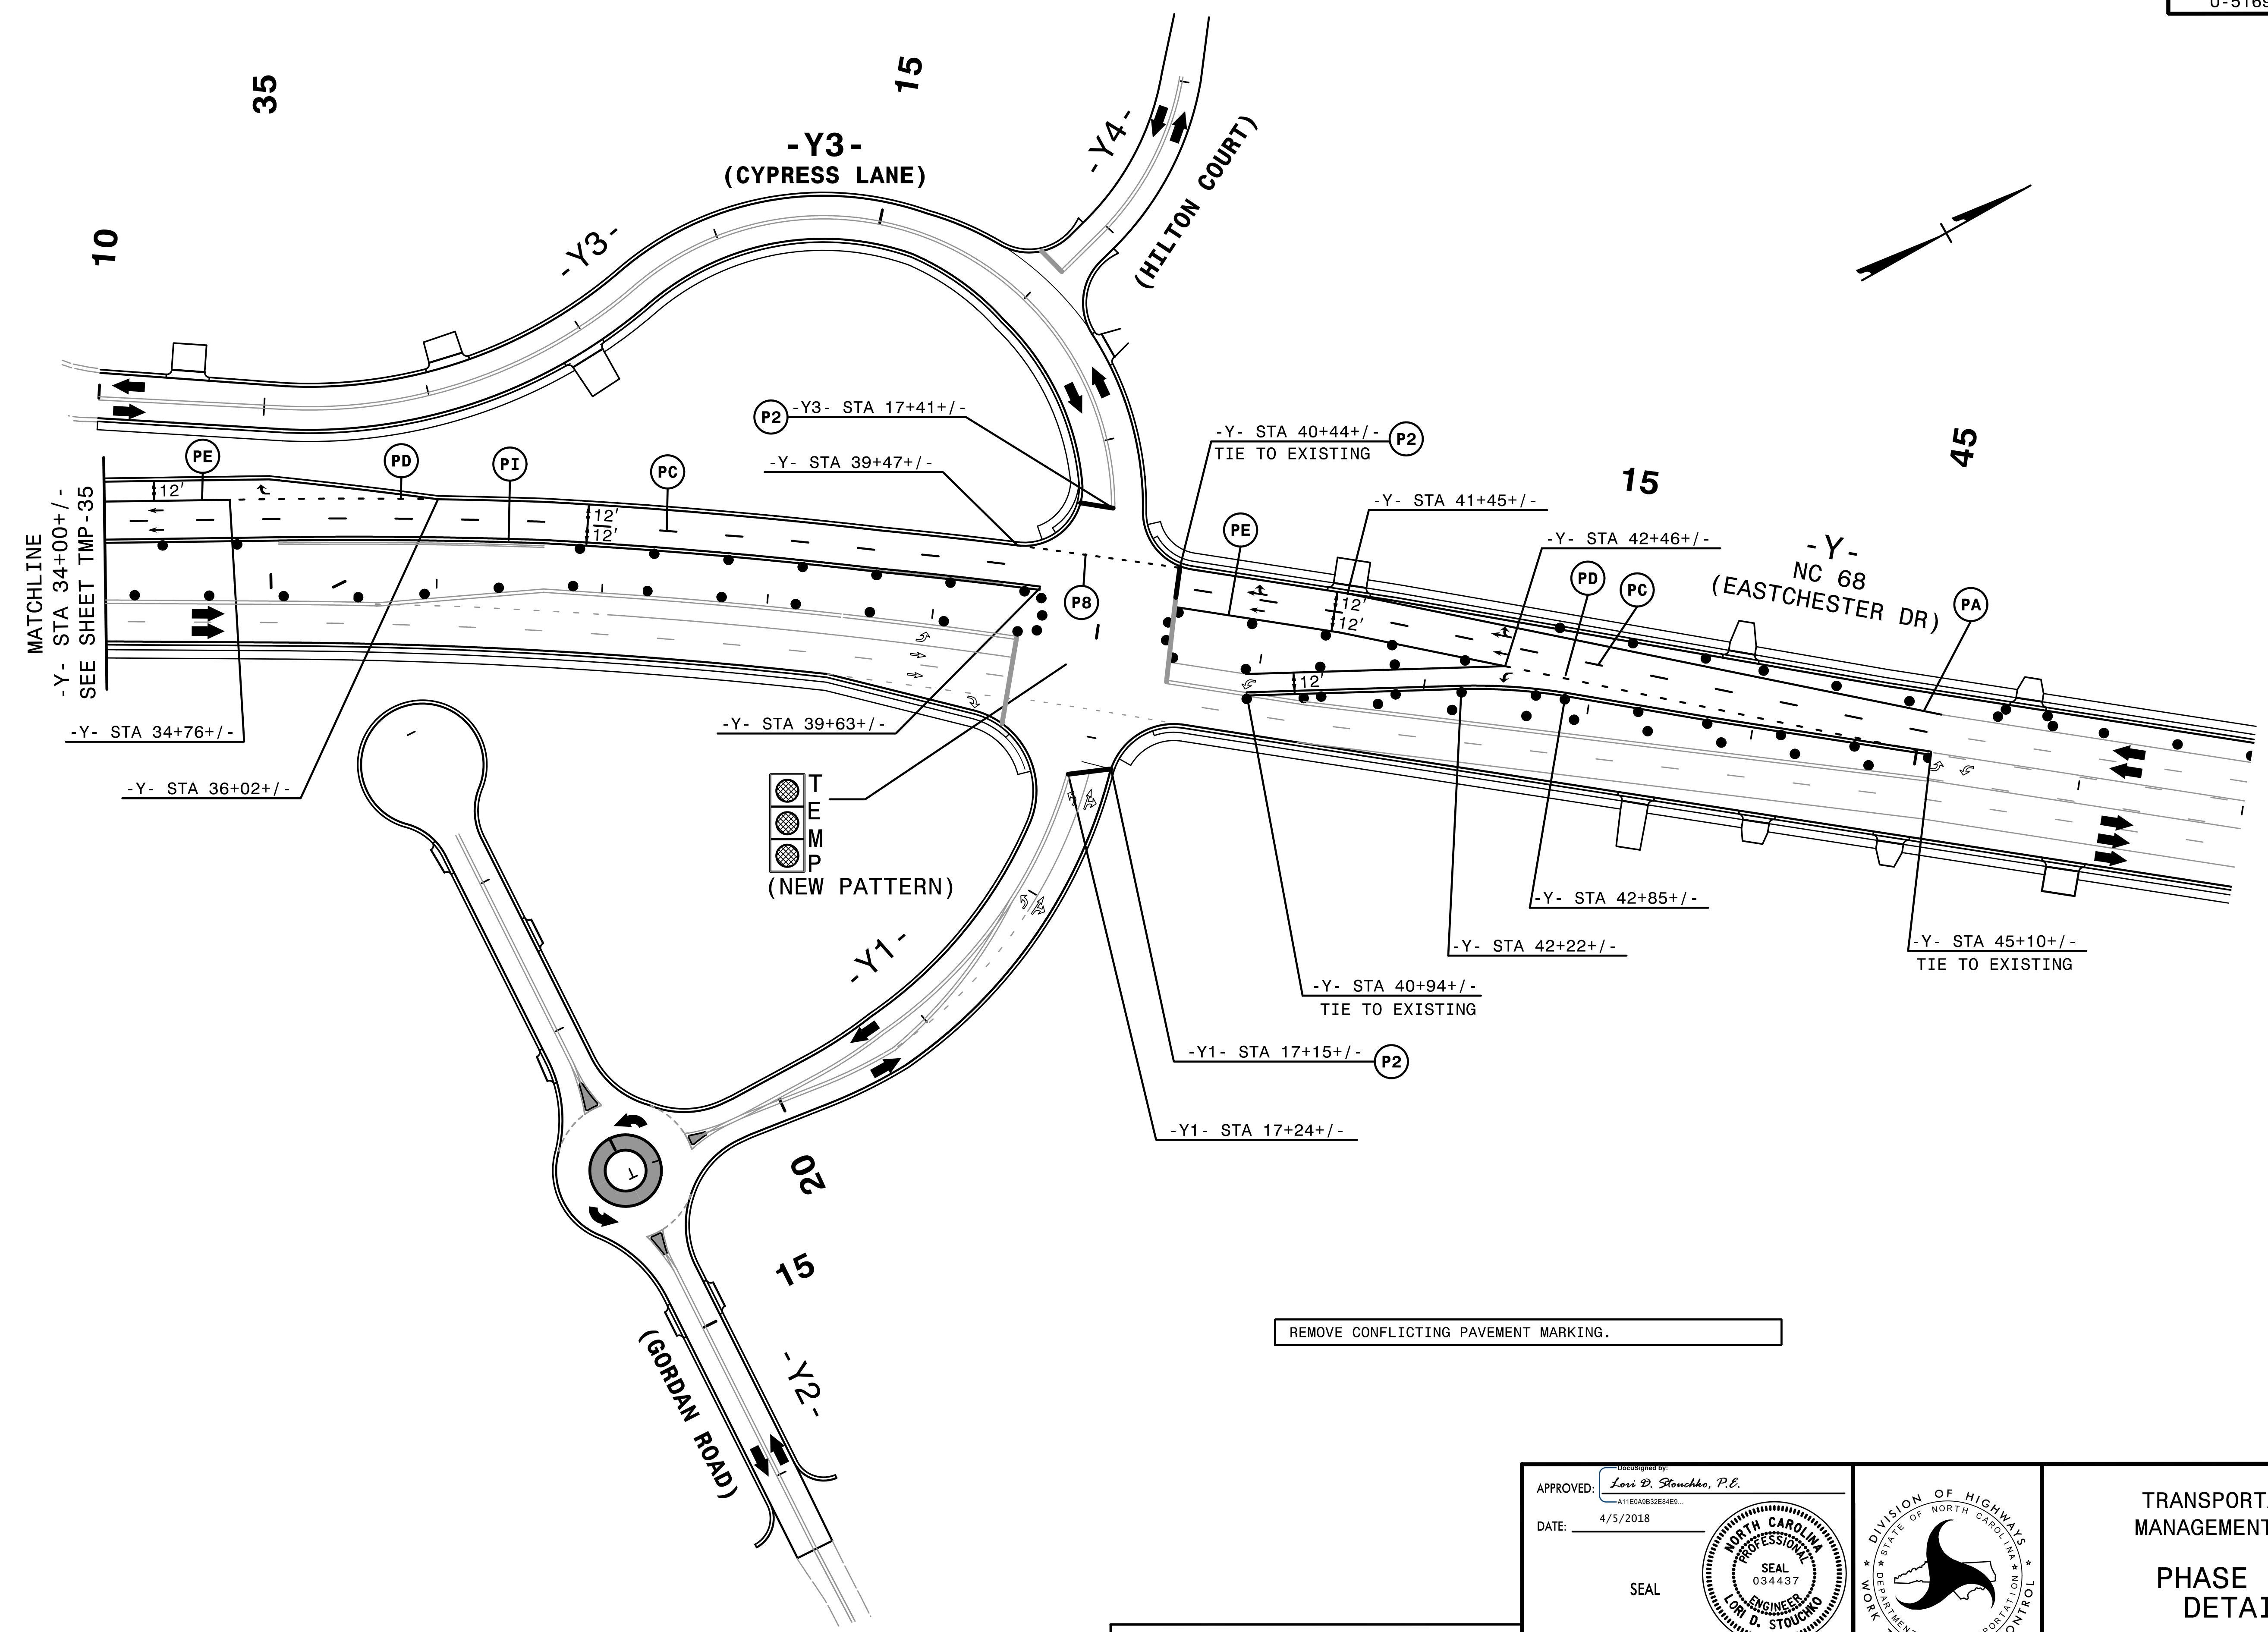 U-5169
35
15
10
-Y3-
(CYPRESS LANE)
-Y3-
-Y4-
(HILTON COURT)
P2 -Y3- STA 17+41+/-
-Y- STA 39+47+/-
-Y- STA 40+44+/- P2
TIE TO EXISTING
15
45
PE
PD
PI
PC
-Y- STA 41+45+/-
PE
-Y- STA 42+46+/-
-Y-
NC 68
(EASTCHESTER DR)
PD
PC
PA
12'
12'
12'
12'
12'
12'
P8
MATCHLINE
-Y- STA 34+00+/-
SEE SHEET TMP-35
-Y- STA 34+76+/-
-Y- STA 36+02+/-
-Y- STA 39+63+/-
TEMP
(NEW PATTERN)
-Y- STA 42+85+/-
-Y- STA 42+22+/-
-Y- STA 45+10+/-
TIE TO EXISTING
-Y- STA 40+94+/-
TIE TO EXISTING
-Y1-
-Y1- STA 17+15+/- P2
-Y1- STA 17+24+/-
20
15
(GORDAN ROAD)
-Y2-
REMOVE CONFLICTING PAVEMENT MARKING.
APPROVED:
DocuSigned by:
Lori D. Stouchko, P.E.
A11E0A9B32E84E9...
DATE: 4/5/2018
SEAL
NORTH CAROLINA
PROFESSIONAL
SEAL
034437
ENGINEER
LORI D. STOUCHKO
DIVISION OF HIGHWAYS
STATE OF NORTH CAROLINA
WORK
MANAGEMENT
PHASE